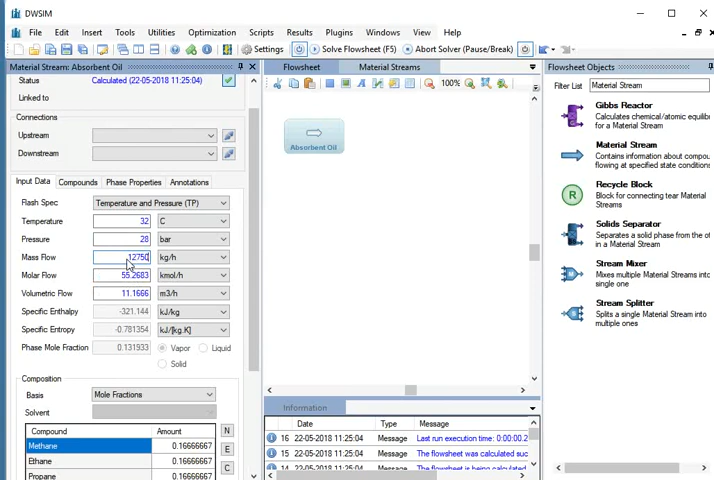 DWSIM
File Edit Insert Tools Utilities Optimization Scripts Results Plugins Windows View Help
Settings Solve Flowsheet (F5) Abort Solver (Pause/Break)
Material Stream: Absorbent Oil
Status Calculated (22-05-2018 11:25:04)
Linked to
Connections
Upstream
Downstream
Input Data Compounds Phase Properties Annotations
Flash Spec Temperature and Pressure (TP)
Temperature 32 C
Pressure 28 bar
Mass Flow 12750 kg/h
Molar Flow 55.2683 kmol/h
Volumetric Flow 11.1666 m3/h
Specific Enthalpy -321.144 kJ/kg
Specific Entropy -0.781354 kJ/[kg.K]
Phase Mole Fraction 0.131933 Vapor Liquid
Solid
Composition
Basis Mole Fractions
Solvent
Compound Amount
Methane 0.16666667
Ethane 0.16666667
Propane 0.16666667
N
E
C
Flowsheet Material Streams
100%
Absorbent Oil
Information
Date Type Message
16 22-05-2018 11:25:04 Message Last run execution time: 0:00:00.2
15 22-05-2018 11:25:04 Message The flowsheet was calculated suc
14 22-05-2018 11:25:04 Message The flowsheet is being calculated
Flowsheet Objects
Filter List Material Stream
Gibbs Reactor
Calculates chemical/atomic equilib
for a Material Stream
Material Stream
Contains information about compou
flowing at specified state conditions
R
Recycle Block
Block for connecting tear Material
Streams
Solids Separator
Separates a solid phase from the ot
in a Material Stream
Stream Mixer
Mixes multiple Material Streams into
single one
Stream Splitter
Splits a single Material Stream into
multiple ones